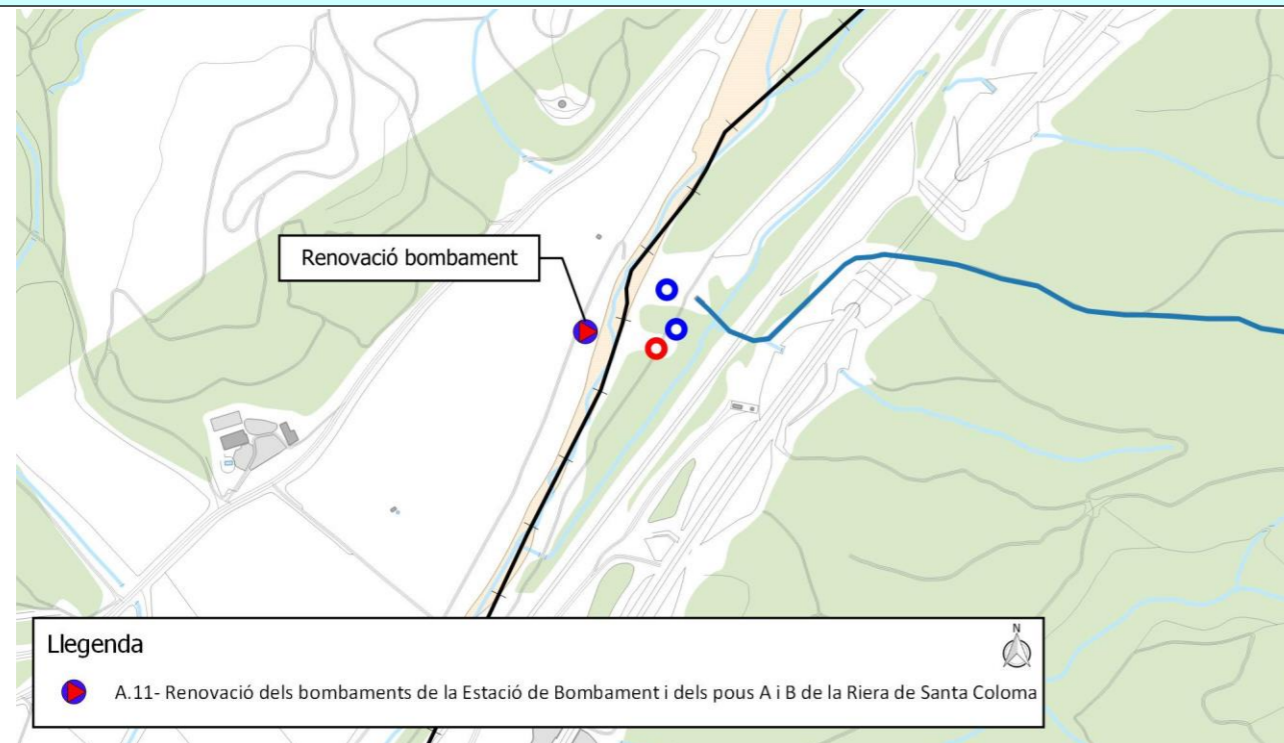 Renovació bombament
Llegenda
N
A.11- Renovació dels bombaments de la Estació de Bombament i dels pous A i B de la Riera de Santa Coloma